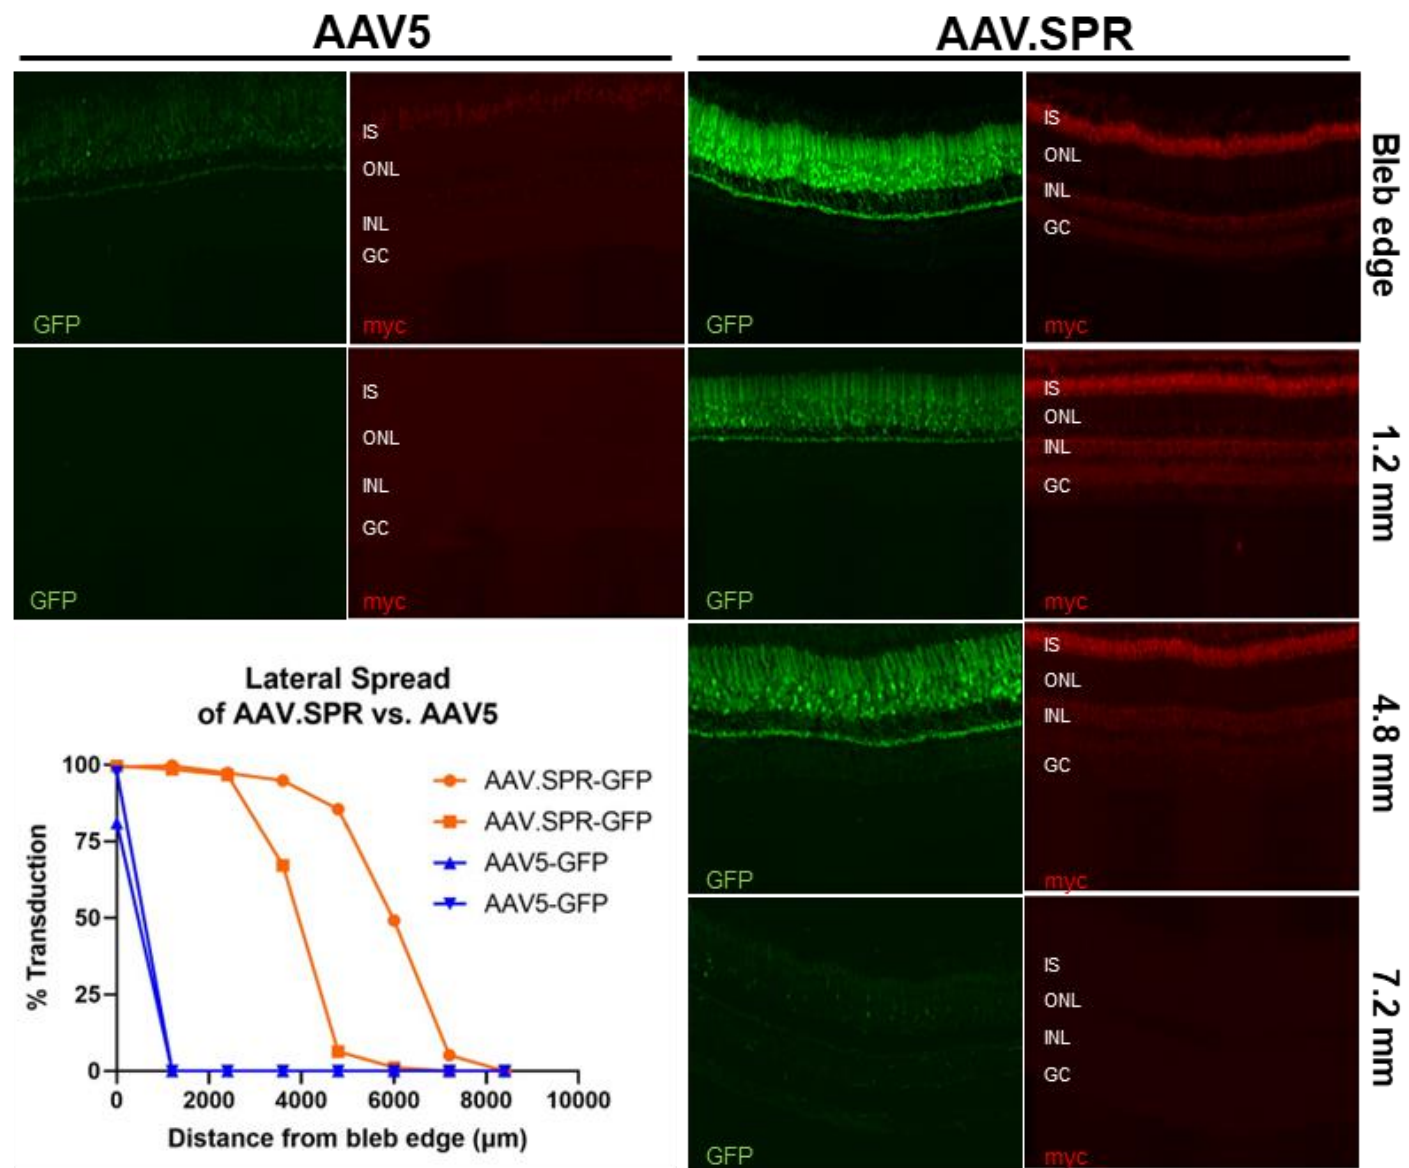 AAV5
AAV.SPR
IS
ONL
INL
GC
GFP
myc
IS
ONL
INL
GC
GFP
myc
Bleb edge
IS
ONL
INL
GC
GFP
myc
IS
ONL
INL
GC
GFP
myc
1.2 mm
Lateral Spread
of AAV.SPR vs. AAV5
100
75
50
25
0
% Transduction
0 2000 4000 6000 8000 10000
Distance from bleb edge (µm)
AAV.SPR-GFP
AAV.SPR-GFP
AAV5-GFP
AAV5-GFP
IS
ONL
INL
GC
GFP
myc
4.8 mm
IS
ONL
INL
GC
GFP
myc
7.2 mm